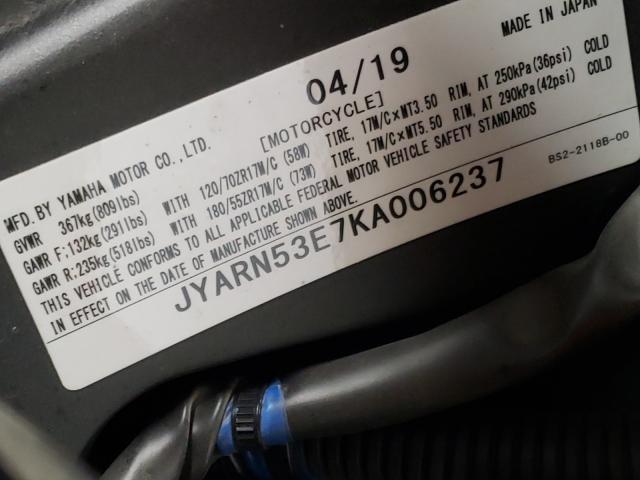 MFD.BY YAMAHA MOTOR CO.,LTD. 04/19 MADE IN JAPAN
GVWR 367kg(809lbs) [MOTORCYCLE]
GAWR F;132kg(291lbs) WITH 120/70ZR17M/C (58W) TIRE, 17M/C×MT3.50 RIM, AT 250kPa(36psi) COLD
GAWR R;235kg(518lbs) WITH 180/55ZR17M/C (73W) TIRE, 17M/C×MT5.50 RIM, AT 290kPa(42psi) COLD
THIS VEHICLE CONFORMS TO ALL APPLICABLE FEDERAL MOTOR VEHICLE SAFETY STANDARDS
IN EFFECT ON THE DATE OF MANUFACTURE SHOWN ABOVE. BS2-2118B-00
JYARN53E7KA006237